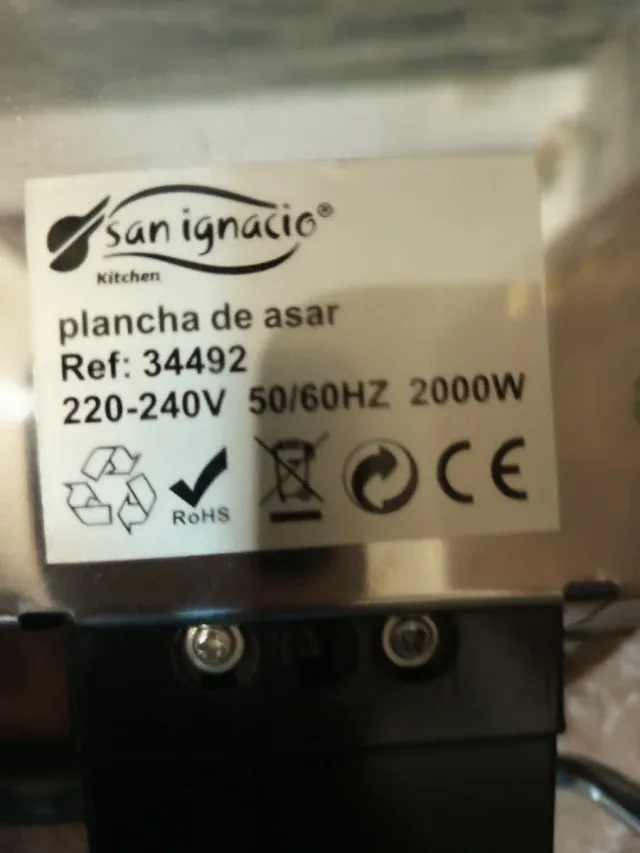 san ignacio®
Kitchen
plancha de asar
Ref: 34492
220-240V 50/60HZ 2000W
RoHS CE